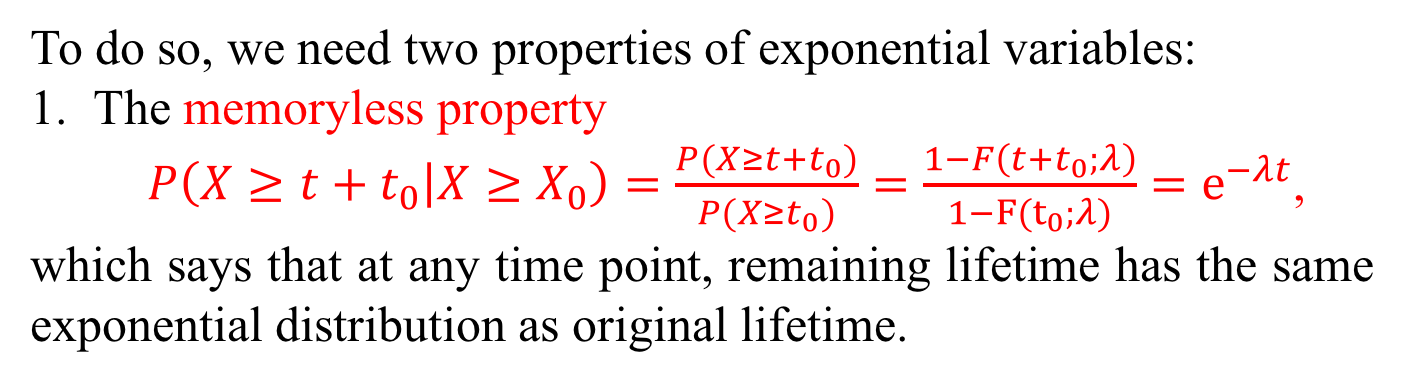 To do so, we need two properties of exponential variables:
1. The memoryless property
P(X ≥ t + t₀|X ≥ X₀) = P(X≥t+t₀)/P(X≥t₀) = 1−F(t+t₀;λ)/1−F(t₀;λ) = e^−λt,
which says that at any time point, remaining lifetime has the same
exponential distribution as original lifetime.